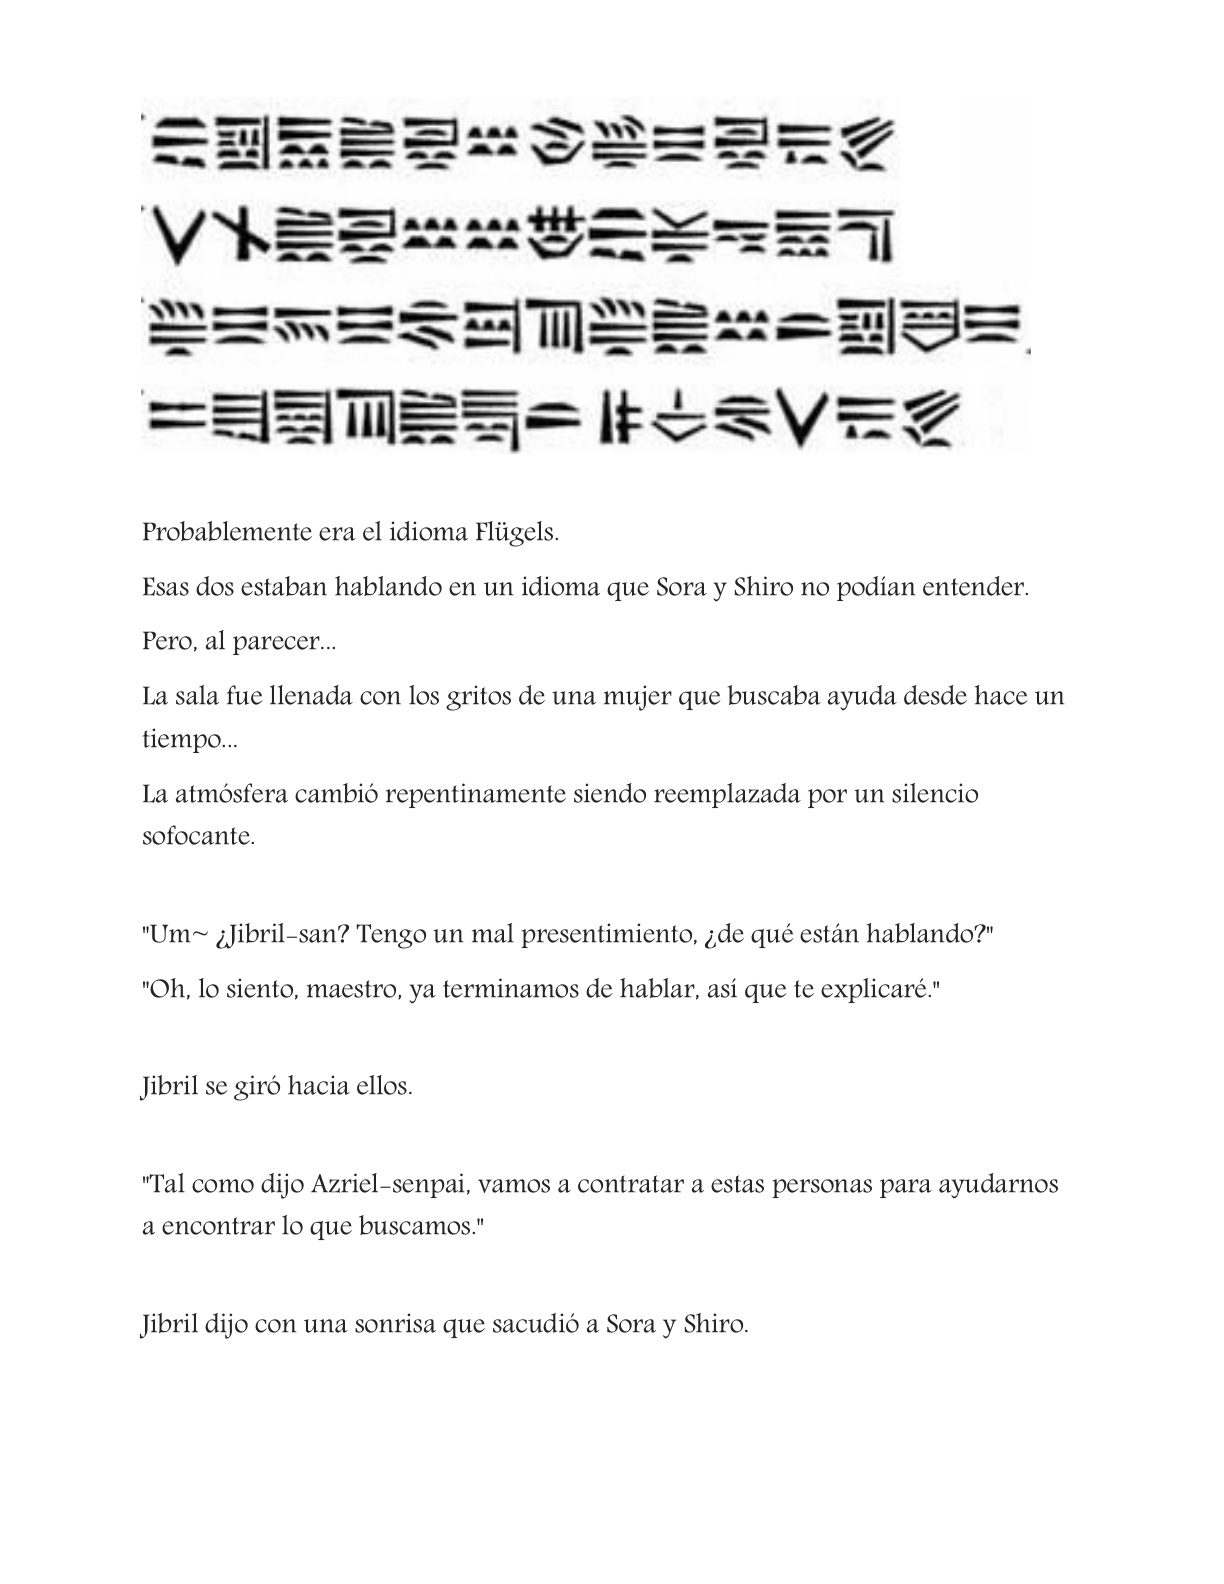 Probablemente era el idioma Flügels.
Esas dos estaban hablando en un idioma que Sora y Shiro no podían entender.
Pero, al parecer...
La sala fue llenada con los gritos de una mujer que buscaba ayuda desde hace un
tiempo...
La atmósfera cambió repentinamente siendo reemplazada por un silencio
sofocante.
"Um~ ¿Jibril-san? Tengo un mal presentimiento, ¿de qué están hablando?"
"Oh, lo siento, maestro, ya terminamos de hablar, así que te explicaré."
Jibril se giró hacia ellos.
"Tal como dijo Azriel-senpai, vamos a contratar a estas personas para ayudarnos
a encontrar lo que buscamos."
Jibril dijo con una sonrisa que sacudió a Sora y Shiro.